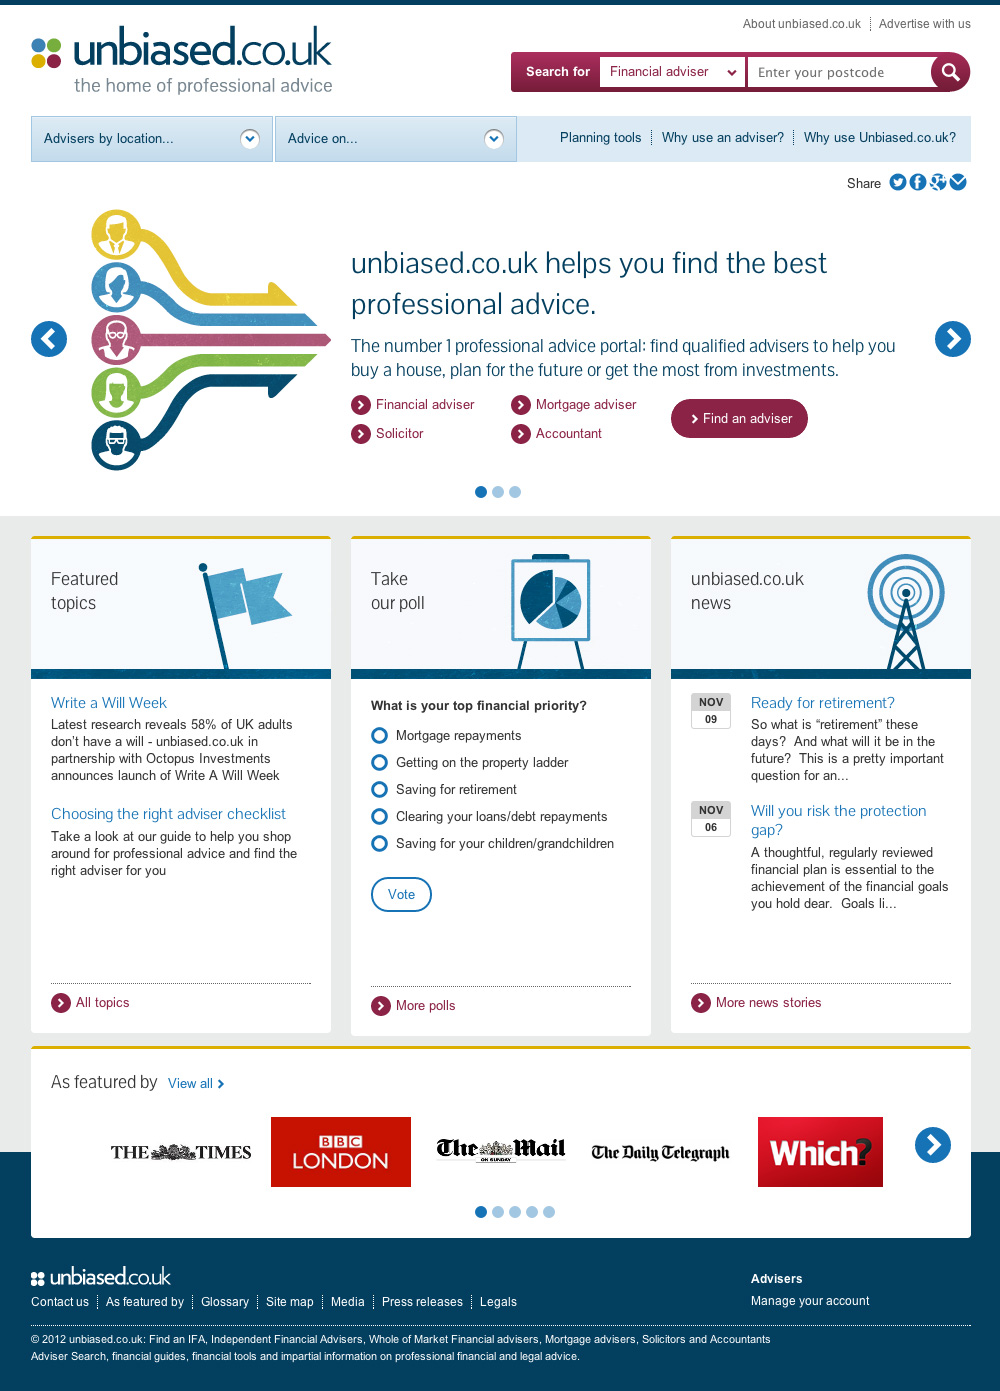 About unbiased.co.uk
Advertise with us
unbiased.co.uk
the home of professional advice
Search for
Financial adviser
Enter your postcode
Advisers by location...
Advice on...
Planning tools
Why use an adviser?
Why use Unbiased.co.uk?
Share
unbiased.co.uk helps you find the best
professional advice.
The number 1 professional advice portal: find qualified advisers to help you
buy a house, plan for the future or get the most from investments.
Financial adviser
Mortgage adviser
Find an adviser
Solicitor
Accountant
Featured
topics
Write a Will Week
Latest research reveals 58% of UK adults
don’t have a will - unbiased.co.uk in
partnership with Octopus Investments
announces launch of Write A Will Week
Choosing the right adviser checklist
Take a look at our guide to help you shop
around for professional advice and find the
right adviser for you
All topics
Take
our poll
What is your top financial priority?
Mortgage repayments
Getting on the property ladder
Saving for retirement
Clearing your loans/debt repayments
Saving for your children/grandchildren
Vote
More polls
unbiased.co.uk
news
NOV
09
Ready for retirement?
So what is “retirement” these
days?  And what will it be in the
future?  This is a pretty important
question for an...
NOV
06
Will you risk the protection
gap?
A thoughtful, regularly reviewed
financial plan is essential to the
achievement of the financial goals
you hold dear.  Goals li...
More news stories
As featured by
View all
THE TIMES
BBC
LONDON
The Mail
ON SUNDAY
The Daily Telegraph
Which?
unbiased.co.uk
Contact us
As featured by
Glossary
Site map
Media
Press releases
Legals
Advisers
Manage your account
© 2012 unbiased.co.uk: Find an IFA, Independent Financial Advisers, Whole of Market Financial advisers, Mortgage advisers, Solicitors and Accountants
Adviser Search, financial guides, financial tools and impartial information on professional financial and legal advice.